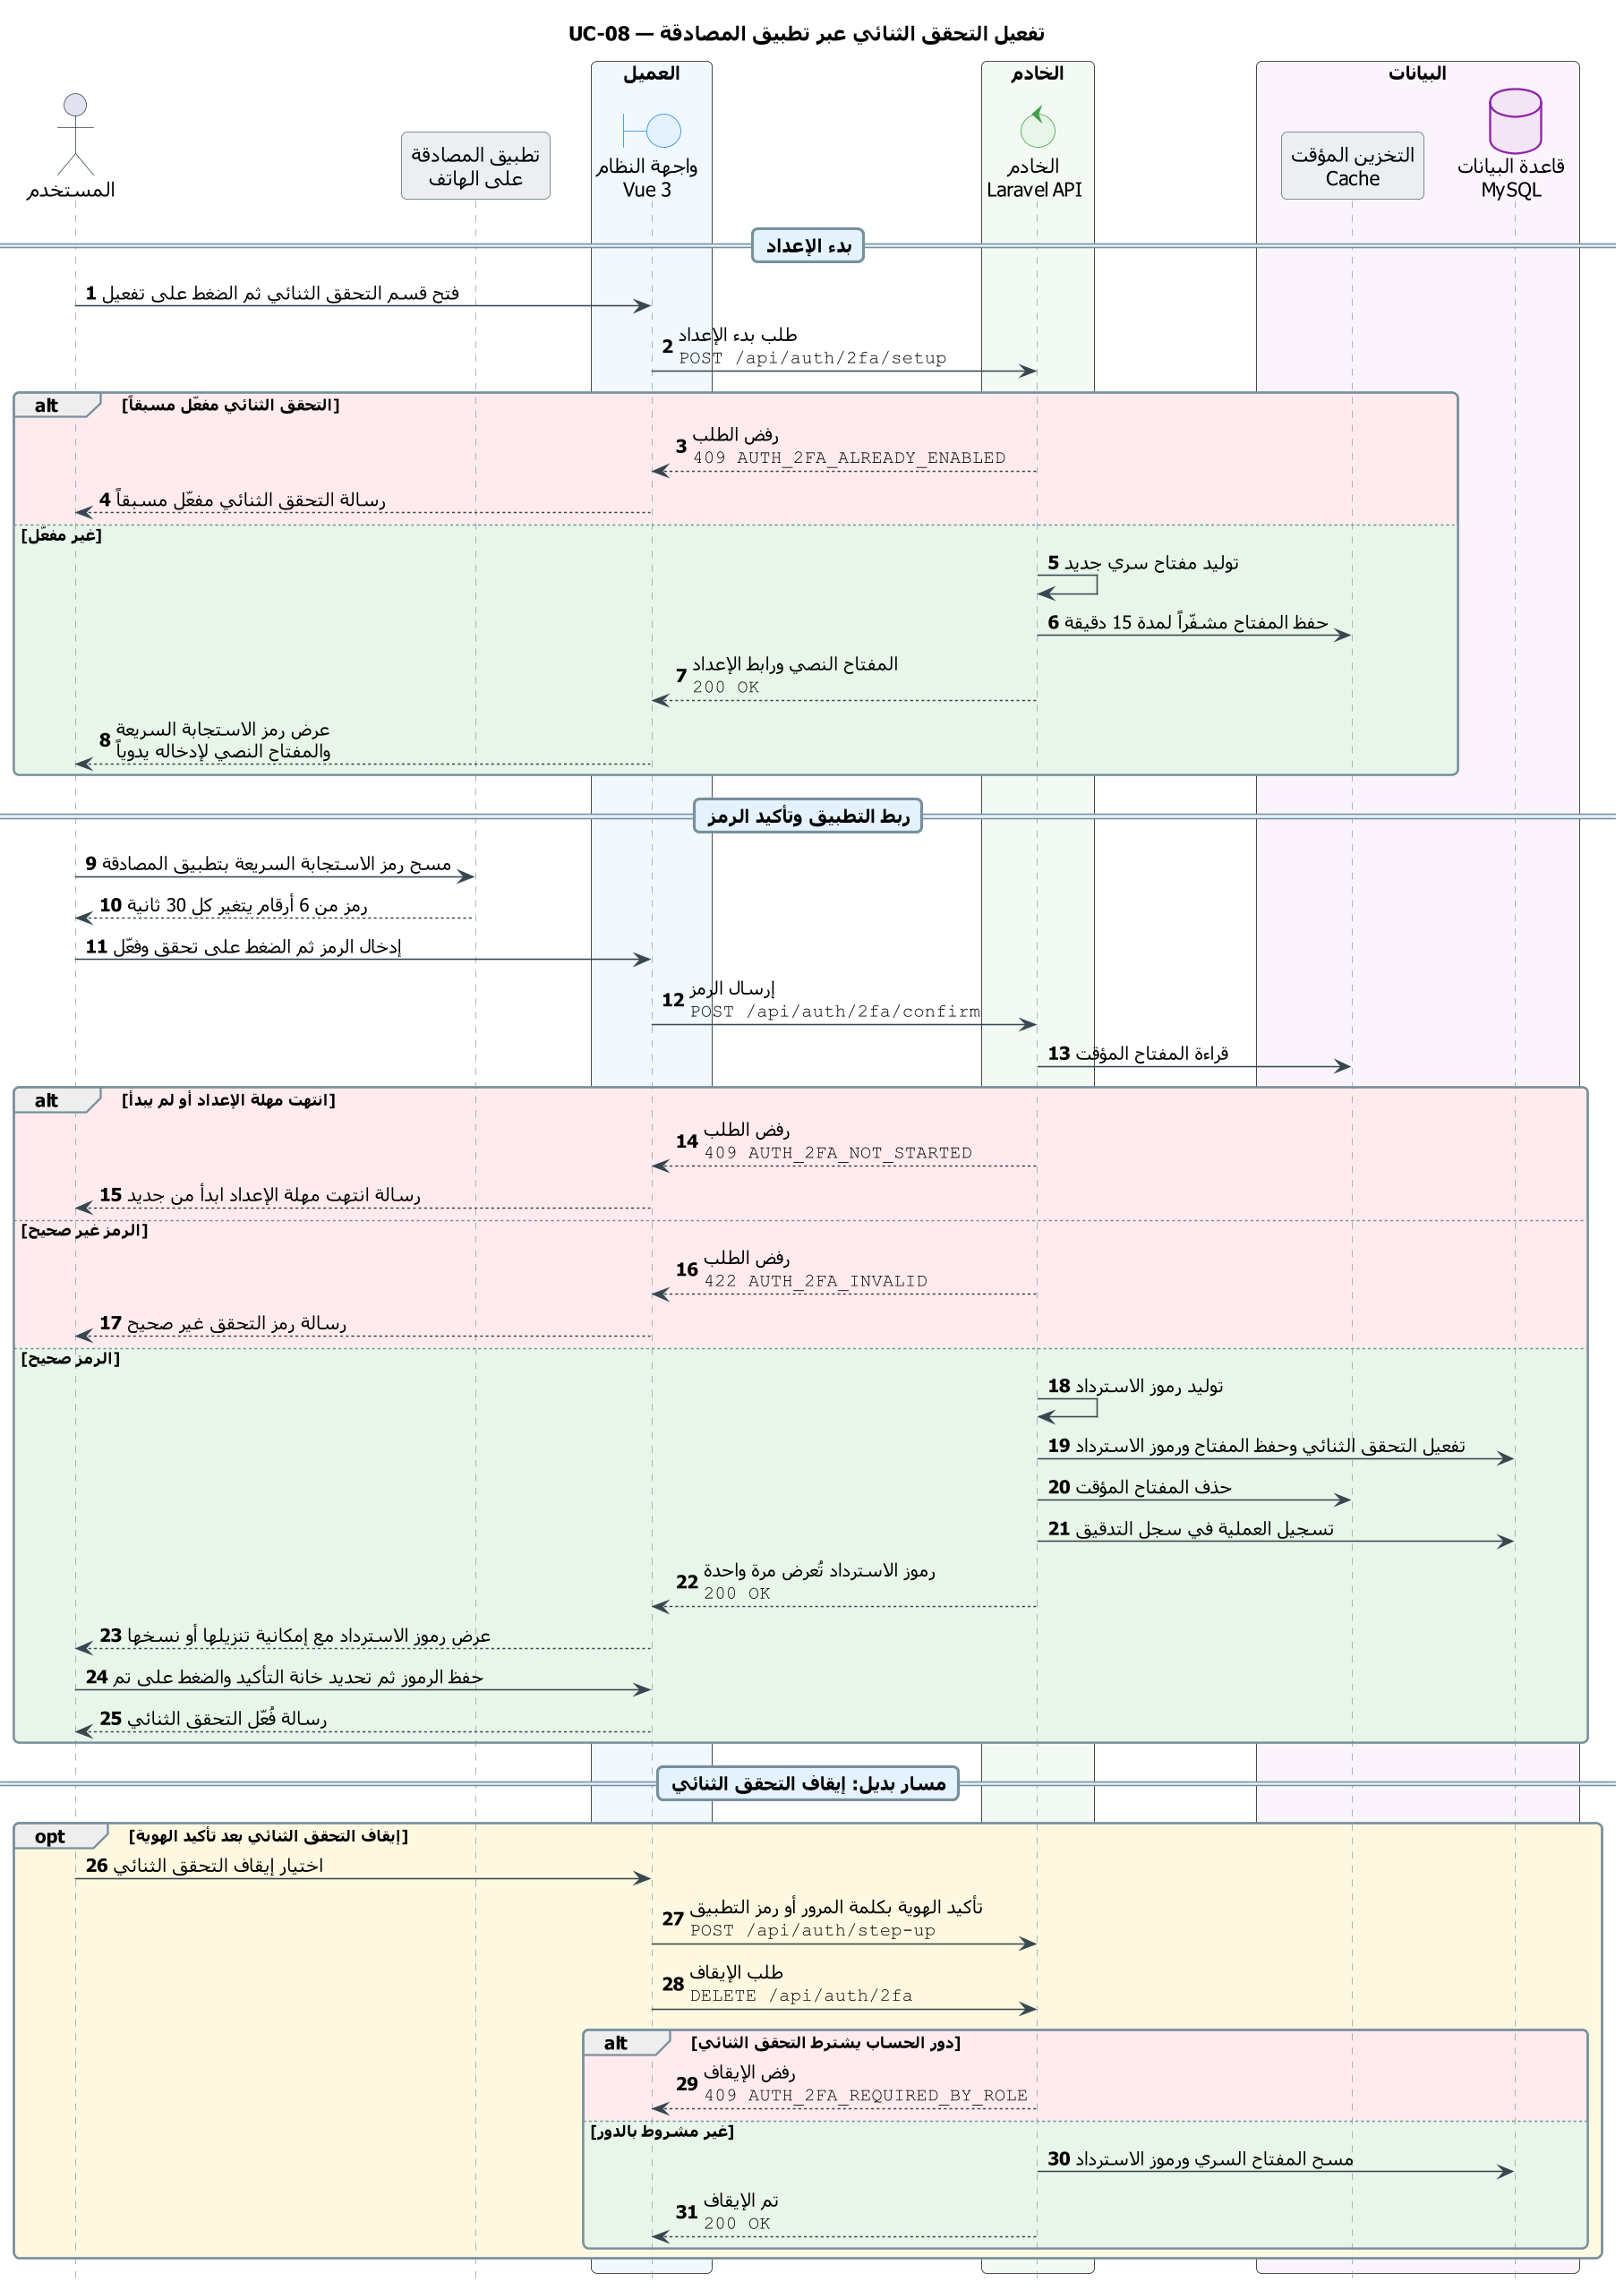 UC-08 — تفعيل التحقق الثنائي عبر تطبيق المصادقة
العميل
الخادم
البيانات
المستخدم
تطبيق المصادقة
على الهاتف
واجهة النظام
Vue 3
الخادم
Laravel API
التخزين المؤقت
Cache
قاعدة البيانات
MySQL
بدء الإعداد
1 فتح قسم التحقق الثنائي ثم الضغط على تفعيل
2 طلب بدء الإعداد
POST /api/auth/2fa/setup
alt [التحقق الثنائي مفعّل مسبقاً]
3 رفض الطلب
409 AUTH_2FA_ALREADY_ENABLED
4 رسالة التحقق الثنائي مفعّل مسبقاً
[غير مفعّل]
5 توليد مفتاح سري جديد
6 حفظ المفتاح مشفّراً لمدة 15 دقيقة
7 المفتاح النصي ورابط الإعداد
200 OK
8 عرض رمز الاستجابة السريعة
والمفتاح النصي لإدخاله يدوياً
ربط التطبيق وتأكيد الرمز
9 مسح رمز الاستجابة السريعة بتطبيق المصادقة
10 رمز من 6 أرقام يتغير كل 30 ثانية
11 إدخال الرمز ثم الضغط على تحقق وفعّل
12 إرسال الرمز
POST /api/auth/2fa/confirm
13 قراءة المفتاح المؤقت
alt [انتهت مهلة الإعداد أو لم يبدأ]
14 رفض الطلب
409 AUTH_2FA_NOT_STARTED
15 رسالة انتهت مهلة الإعداد ابدأ من جديد
[الرمز غير صحيح]
16 رفض الطلب
422 AUTH_2FA_INVALID
17 رسالة رمز التحقق غير صحيح
[الرمز صحيح]
18 توليد رموز الاسترداد
19 تفعيل التحقق الثنائي وحفظ المفتاح ورموز الاسترداد
20 حذف المفتاح المؤقت
21 تسجيل العملية في سجل التدقيق
22 رموز الاسترداد تُعرض مرة واحدة
200 OK
23 عرض رموز الاسترداد مع إمكانية تنزيلها أو نسخها
24 حفظ الرموز ثم تحديد خانة التأكيد والضغط على تم
25 رسالة فُعّل التحقق الثنائي
مسار بديل: إيقاف التحقق الثنائي
opt [إيقاف التحقق الثنائي بعد تأكيد الهوية]
26 اختيار إيقاف التحقق الثنائي
27 تأكيد الهوية بكلمة المرور أو رمز التطبيق
POST /api/auth/step-up
28 طلب الإيقاف
DELETE /api/auth/2fa
alt [دور الحساب يشترط التحقق الثنائي]
29 رفض الإيقاف
409 AUTH_2FA_REQUIRED_BY_ROLE
[غير مشروط بالدور]
30 مسح المفتاح السري ورموز الاسترداد
31 تم الإيقاف
200 OK